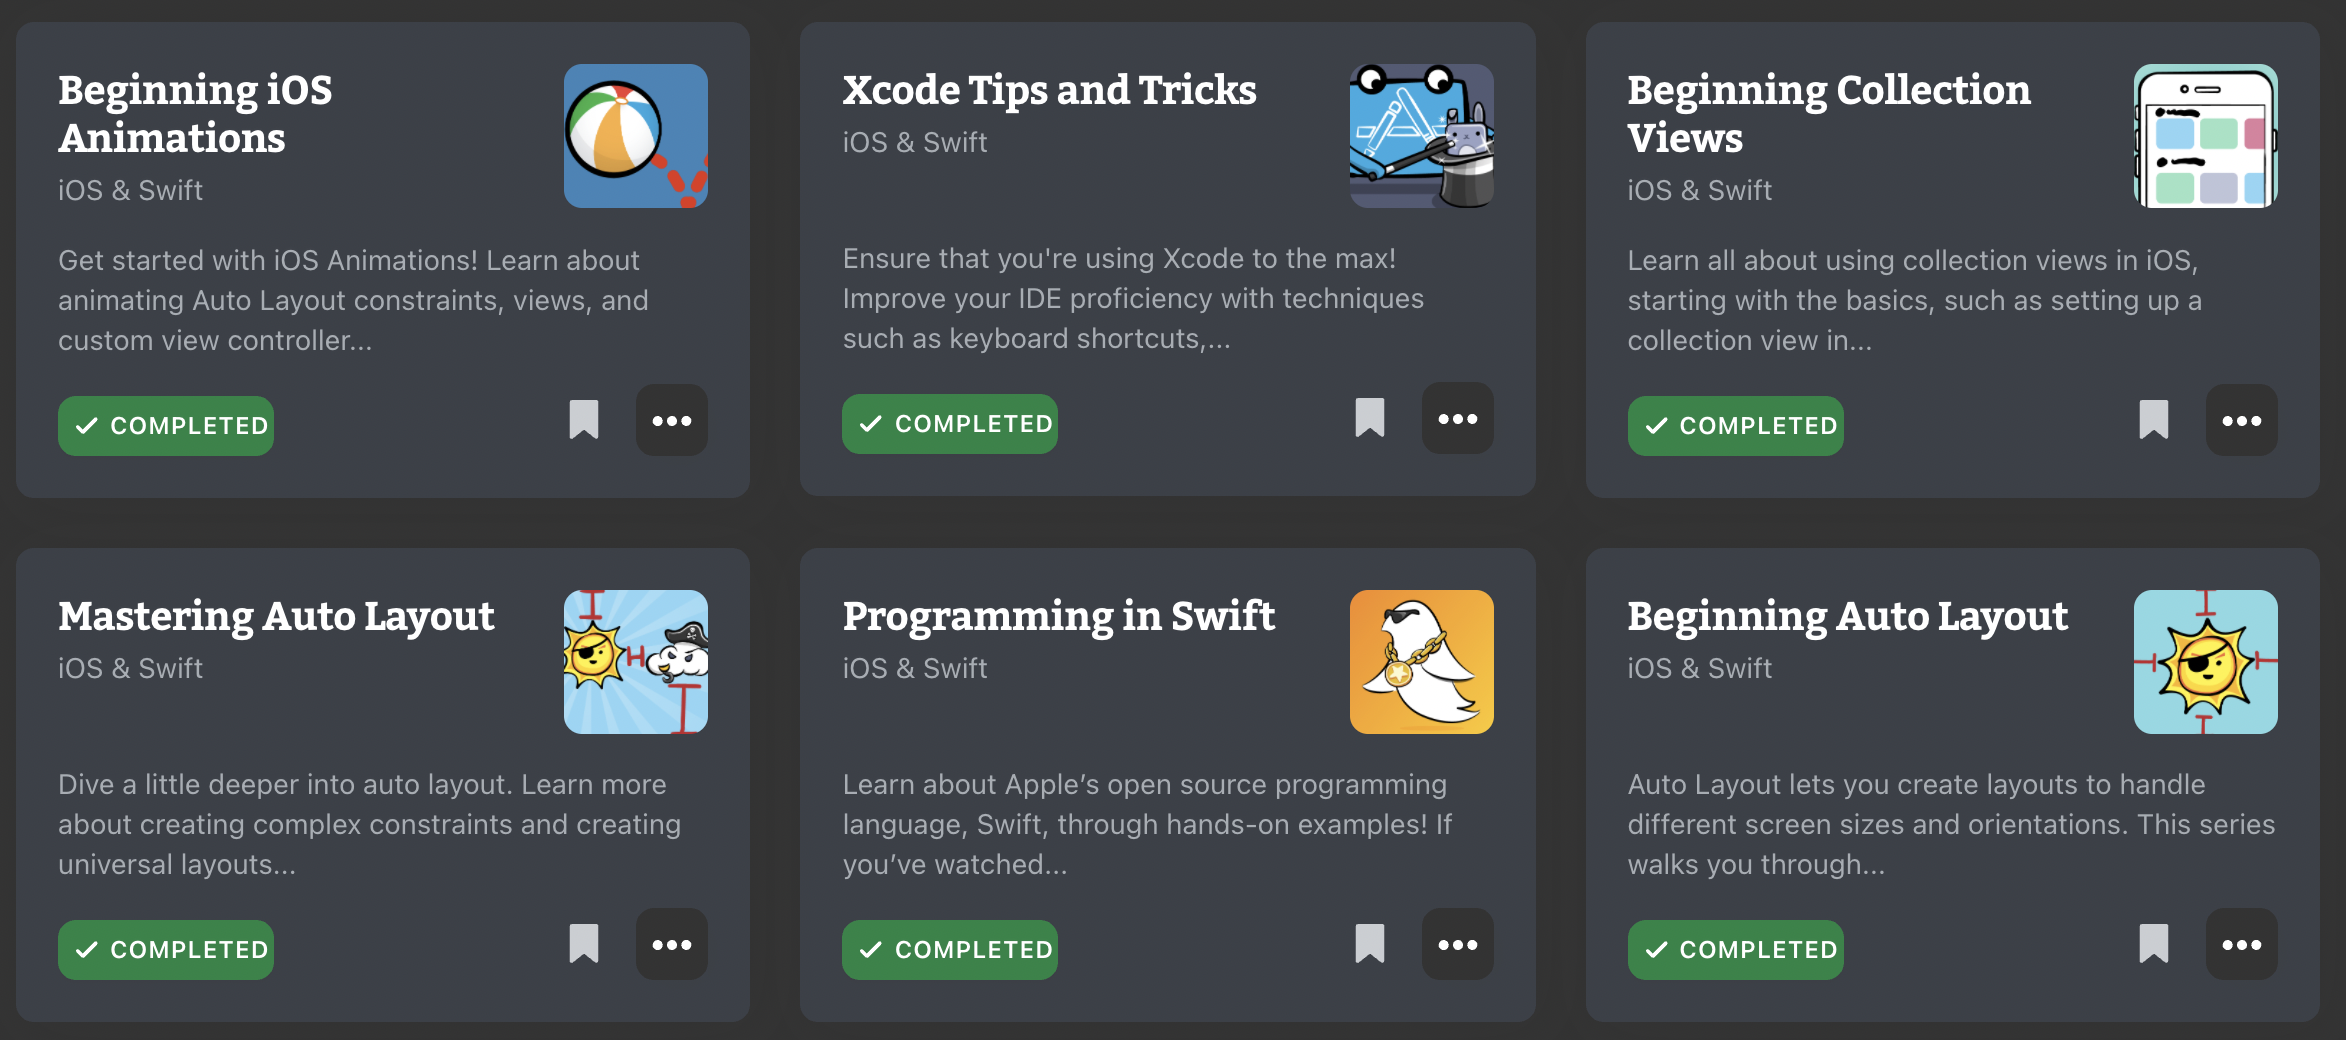 Beginning iOS
Animations
iOS & Swift
Get started with iOS Animations! Learn about
animating Auto Layout constraints, views, and
custom view controller...
COMPLETED
Xcode Tips and Tricks
iOS & Swift
Ensure that you're using Xcode to the max!
Improve your IDE proficiency with techniques
such as keyboard shortcuts,...
COMPLETED
Beginning Collection
Views
iOS & Swift
Learn all about using collection views in iOS,
starting with the basics, such as setting up a
collection view in...
COMPLETED
Mastering Auto Layout
iOS & Swift
Dive a little deeper into auto layout. Learn more
about creating complex constraints and creating
universal layouts...
COMPLETED
Programming in Swift
iOS & Swift
Learn about Apple’s open source programming
language, Swift, through hands-on examples! If
you’ve watched...
COMPLETED
Beginning Auto Layout
iOS & Swift
Auto Layout lets you create layouts to handle
different screen sizes and orientations. This series
walks you through...
COMPLETED